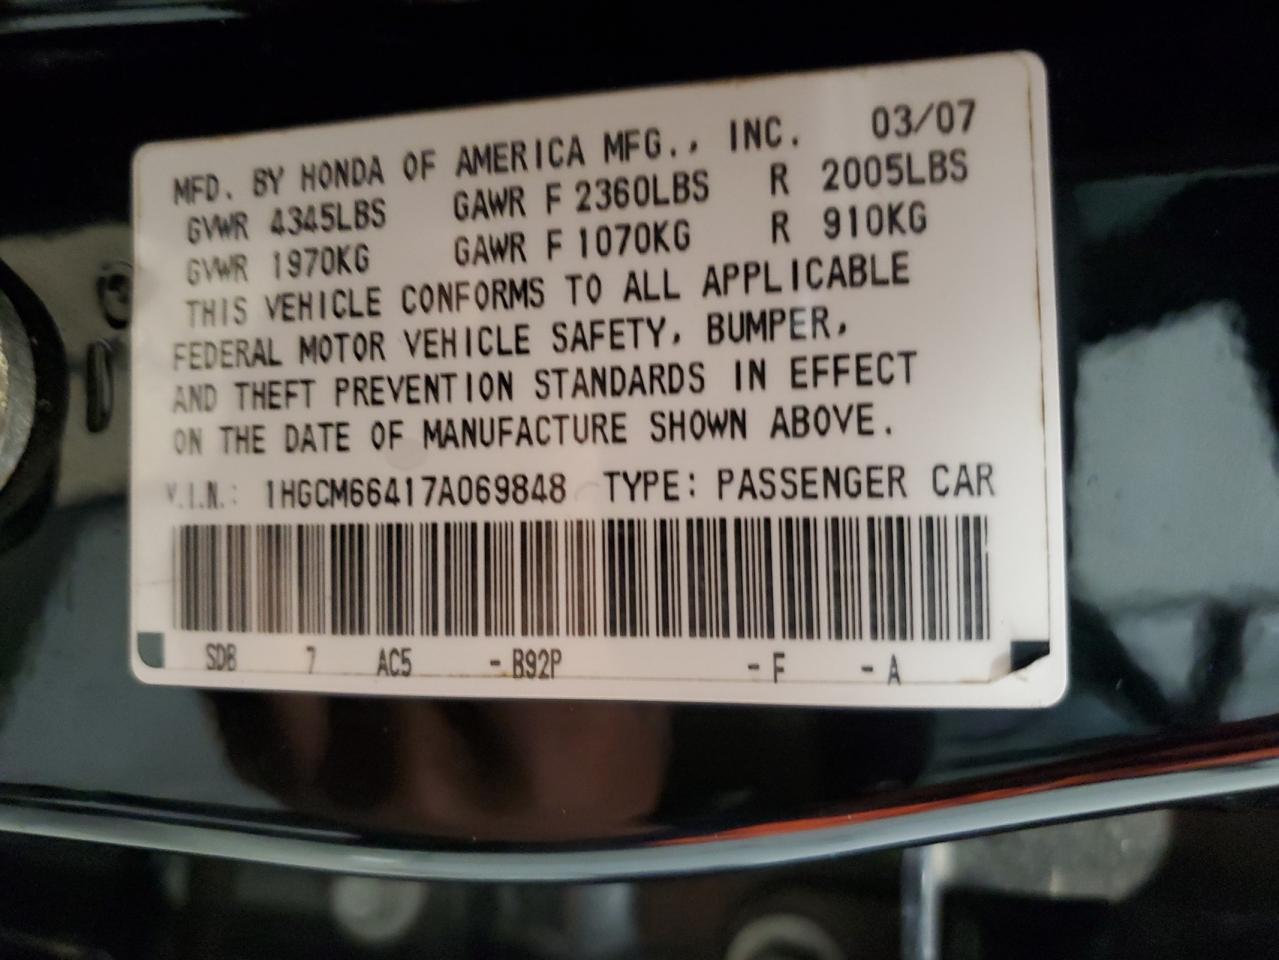 MFD. BY HONDA OF AMERICA MFG., INC. 03/07
GVWR 4345LBS GAWR F 2360LBS R 2005LBS
GVWR 1970KG GAWR F 1070KG R 910KG
THIS VEHICLE CONFORMS TO ALL APPLICABLE
FEDERAL MOTOR VEHICLE SAFETY, BUMPER,
AND THEFT PREVENTION STANDARDS IN EFFECT
ON THE DATE OF MANUFACTURE SHOWN ABOVE.
V.I.N.: 1HGCM66417A069848 TYPE: PASSENGER CAR
SDB 7 AC5 - B92P - F - A